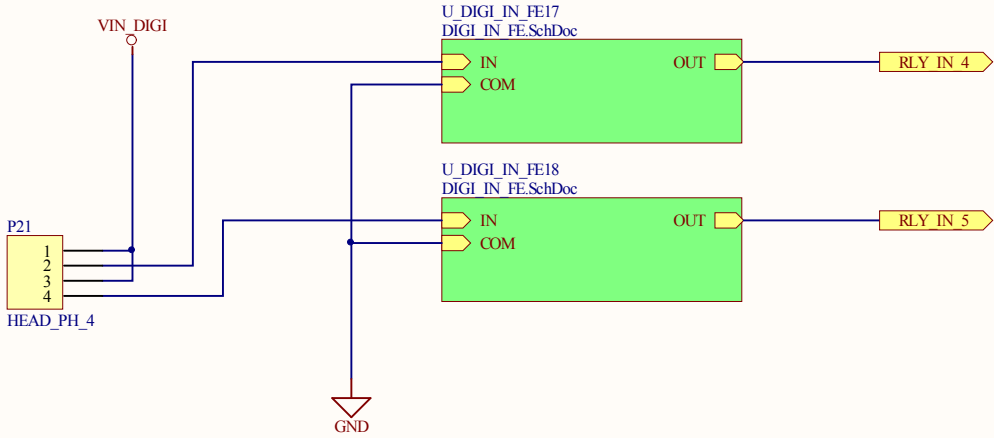 U_DIGI_IN_FE17
DIGI_IN_FE.SchDoc
VIN_DIGI
IN
OUT
RLY_IN_4
COM
U_DIGI_IN_FE18
DIGI_IN_FE.SchDoc
IN
OUT
RLY_IN_5
COM
P21
1
2
3
4
HEAD_PH_4
GND